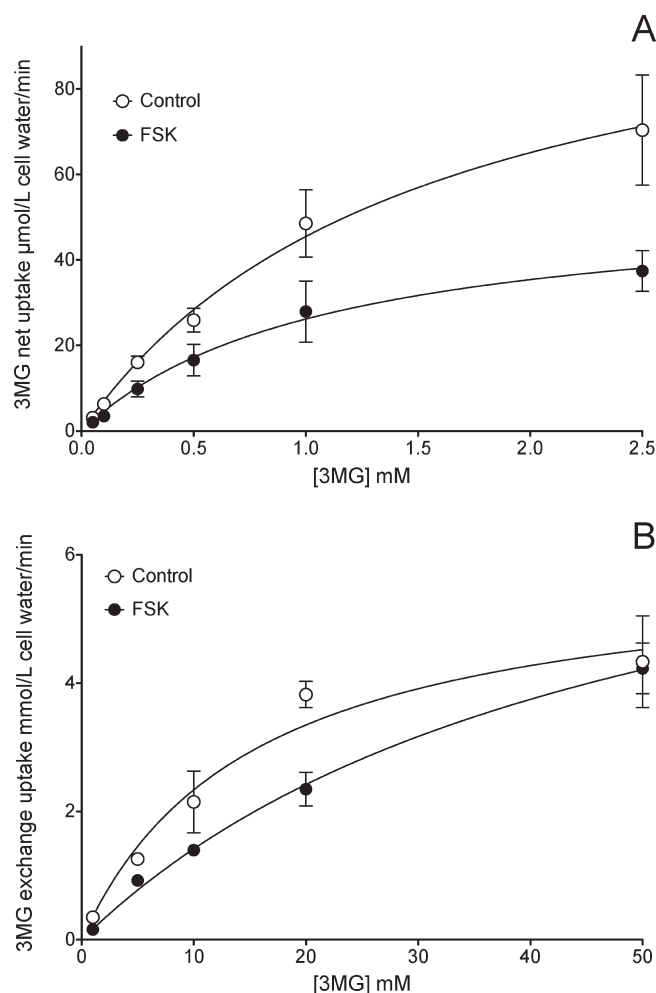 A
80
60
40
20
0
Control
FSK
3MG net uptake µmol/L cell water/min
0.0 0.5 1.0 1.5 2.0 2.5
[3MG] mM
B
6
4
2
0
Control
FSK
3MG exchange uptake mmol/L cell water/min
0 10 20 30 40 50
[3MG] mM